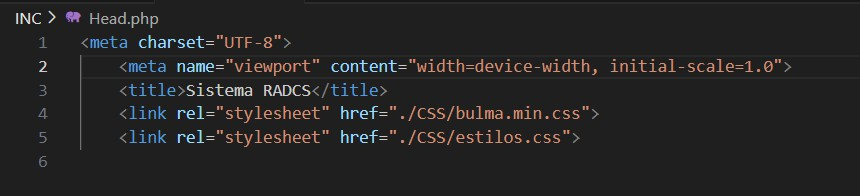 INC > Head.php
1 <meta charset="UTF-8">
2 <meta name="viewport" content="width=device-width, initial-scale=1.0">
3 <title>Sistema RADCS</title>
4 <link rel="stylesheet" href="./CSS/bulma.min.css">
5 <link rel="stylesheet" href="./CSS/estilos.css">
6